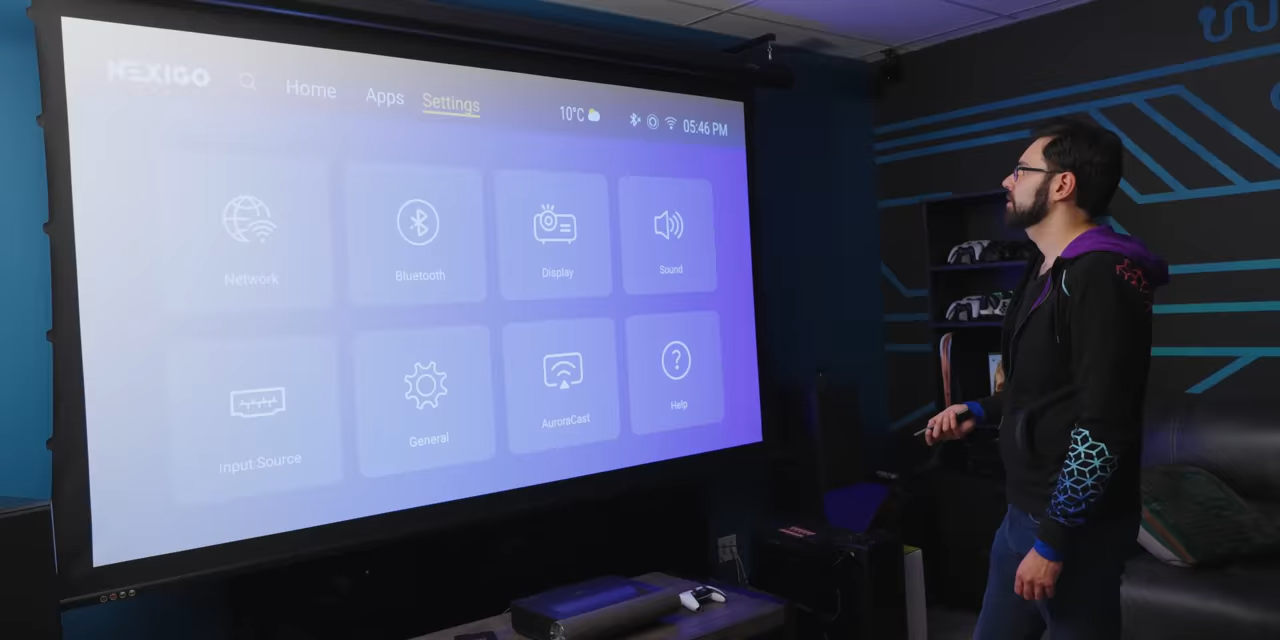 NEXIGO
Home
Apps
Settings
10°C
05:46 PM
Network
Bluetooth
Display
Sound
Input Source
General
AuroraCast
Help